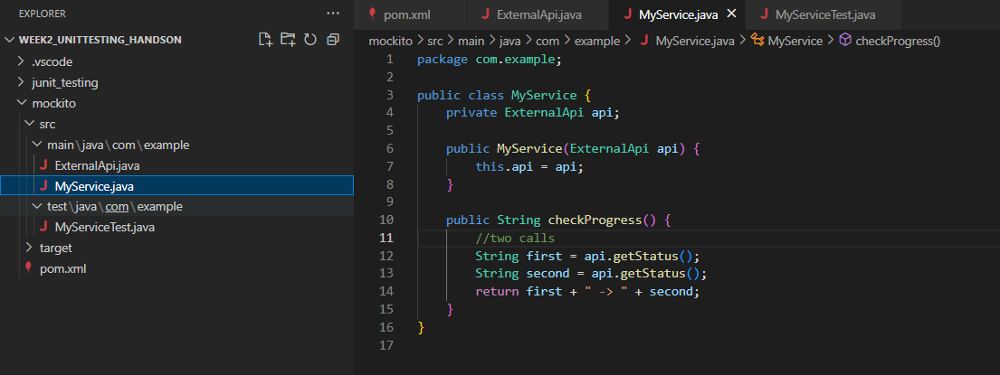 EXPLORER
WEEK2_UNITTESTING_HANDSON
.vscode
junit_testing
mockito
src
main\java\com\example
ExternalApi.java
MyService.java
test\java\com\example
MyServiceTest.java
target
pom.xml
pom.xml ExternalApi.java MyService.java MyServiceTest.java
mockito > src > main > java > com > example > MyService.java > MyService > checkProgress()
1 package com.example;
2
3 public class MyService {
4     private ExternalApi api;
5
6     public MyService(ExternalApi api) {
7         this.api = api;
8     }
9
10     public String checkProgress() {
11         //two calls
12         String first = api.getStatus();
13         String second = api.getStatus();
14         return first + " -> " + second;
15     }
16 }
17